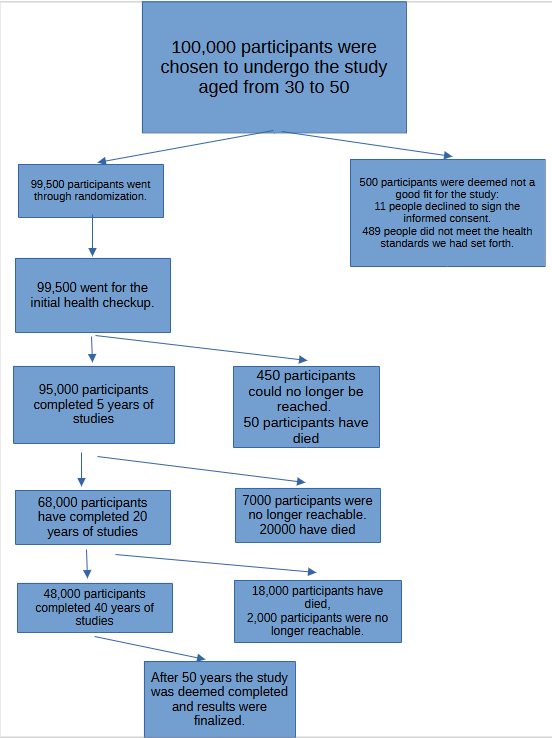 100,000 participants were
chosen to undergo the study
aged from 30 to 50
99,500 participants went
through randomization.
500 participants were deemed not a
good fit for the study:
11 people declined to sign the
informed consent.
489 people did not meet the health
standards we had set forth.
99,500 went for the
initial health checkup.
95,000 participants
completed 5 years of
studies
450 participants
could no longer be
reached.
50 participants have
died
68,000 participants
have completed 20
years of studies
7000 participants were
no longer reachable.
20000 have died
48,000 participants
completed 40 years of
studies
18,000 participants have
died,
2,000 participants were no
longer reachable.
After 50 years the study
was deemed completed
and results were
finalized.